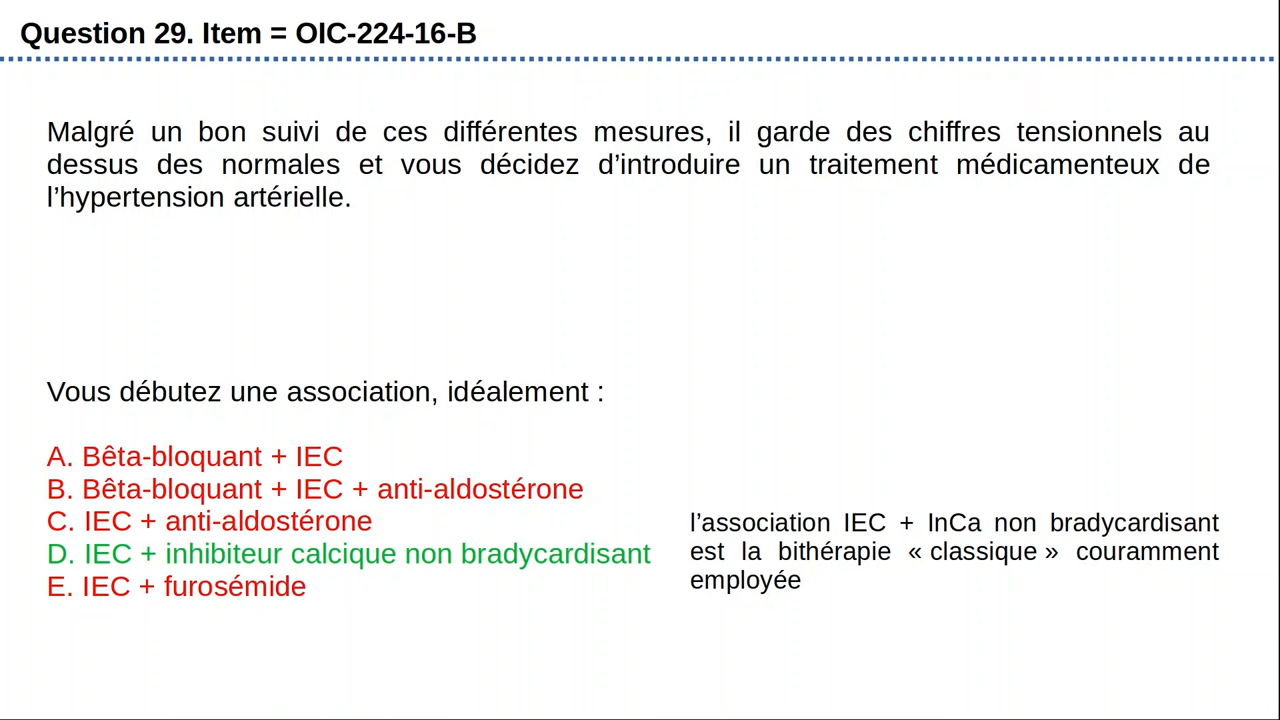 Question 29. Item = OIC-224-16-B
Malgré un bon suivi de ces différentes mesures, il garde des chiffres tensionnels au
dessus des normales et vous décidez d’introduire un traitement médicamenteux de
l’hypertension artérielle.
Vous débutez une association, idéalement :
A. Bêta-bloquant + IEC
B. Bêta-bloquant + IEC + anti-aldostérone
C. IEC + anti-aldostérone
D. IEC + inhibiteur calcique non bradycardisant
E. IEC + furosémide
l’association IEC + InCa non bradycardisant
est la bithérapie « classique » couramment
employée